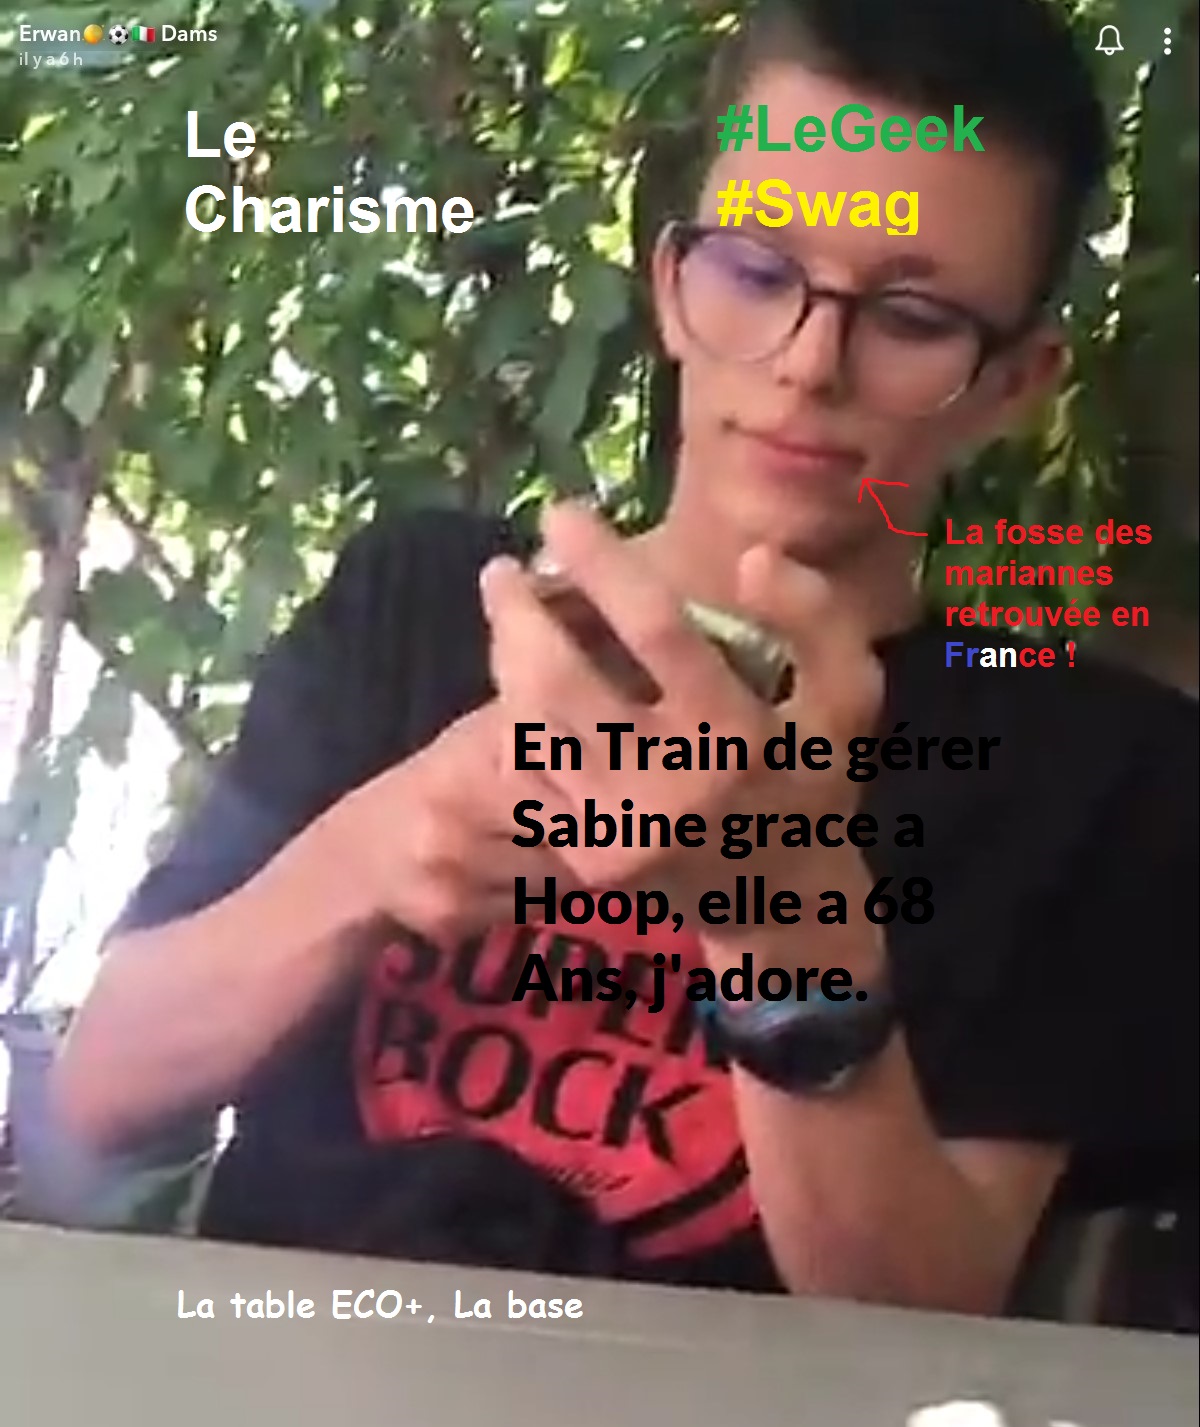 Erwan🟡⚽🇮🇹 Dams
il y a 6 h
Le
Charisme
#LeGeek
#Swag
La fosse des
mariannes
retrouvée en
France !
En Train de gérer
Sabine grace a
Hoop, elle a 68
Ans, j'adore.
SUPER
BOCK
La table ECO+, La base